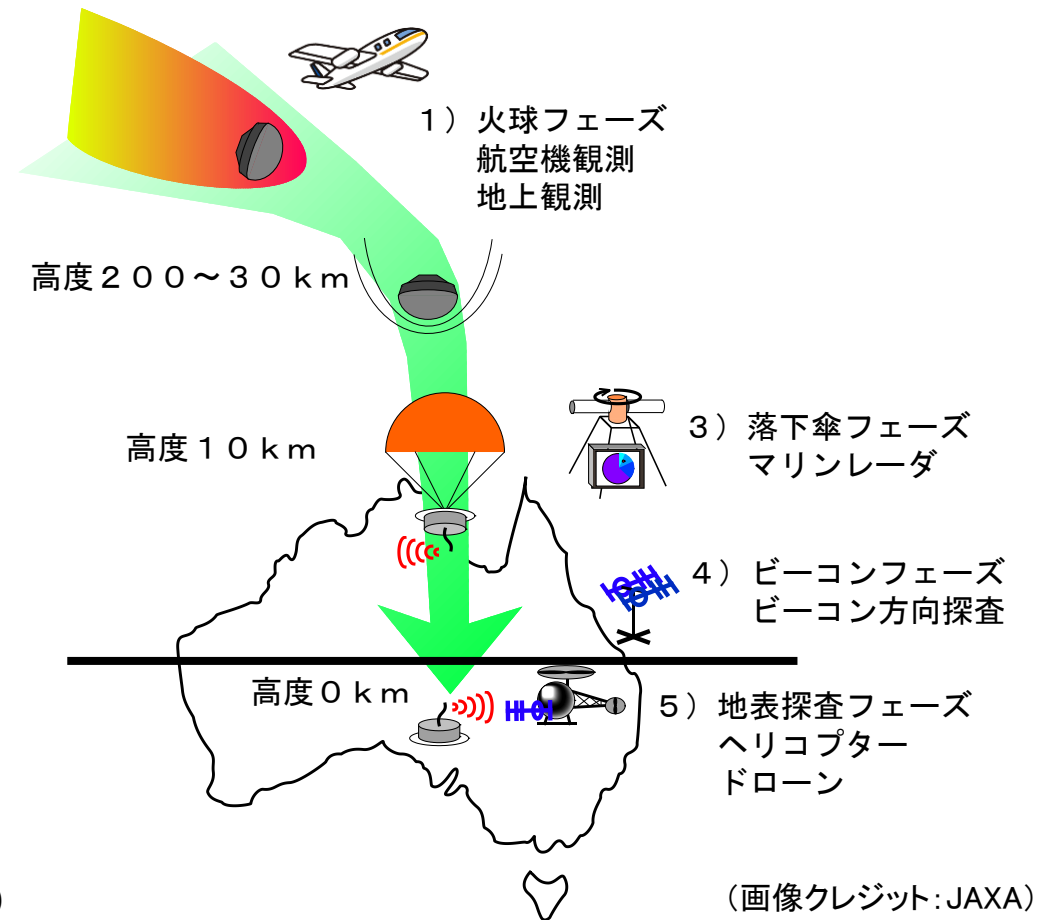 1）火球フェーズ
航空機観測
地上観測
高度２００～３０ｋｍ
高度１０ｋｍ
３）落下傘フェーズ
マリンレーダ
４）ビーコンフェーズ
ビーコン方向探査
高度０ｋｍ
５）地表探査フェーズ
ヘリコプター
ドローン
）
（画像クレジット：JAXA）